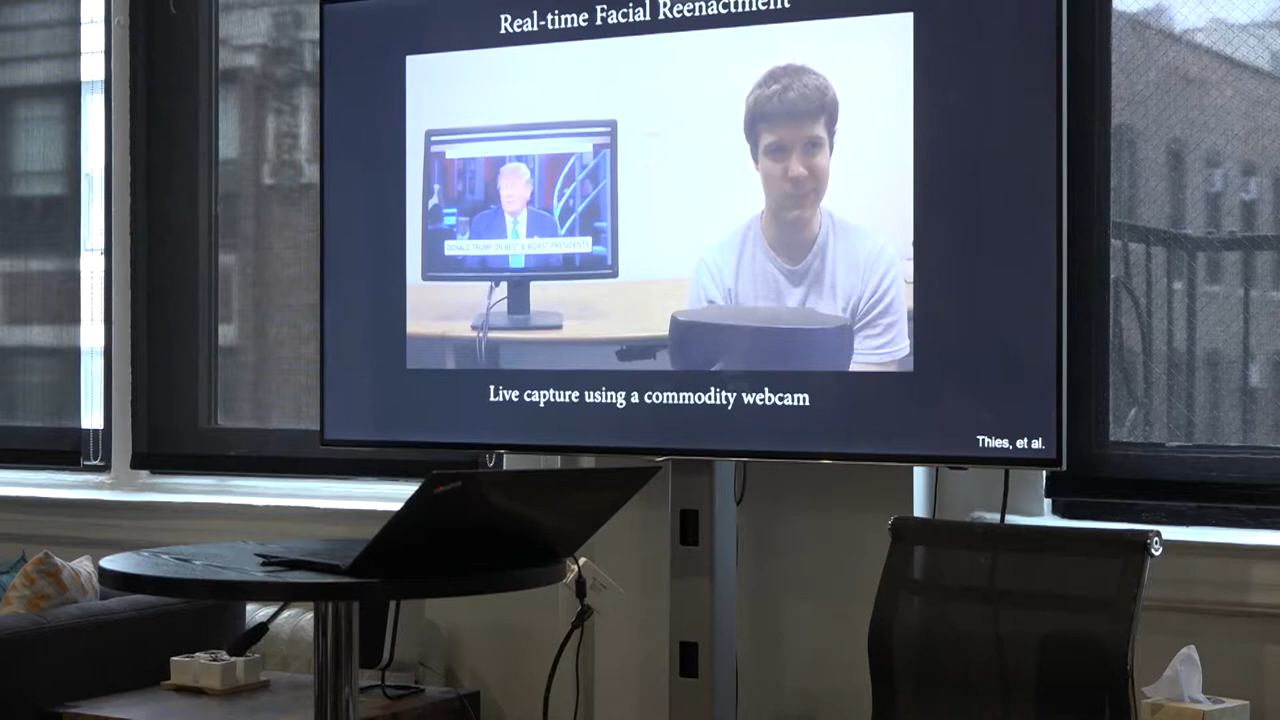 Real-time Facial Reenactment
DONALD TRUMP ON BEST & WORST PRESIDENTS
Live capture using a commodity webcam
Thies, et al.